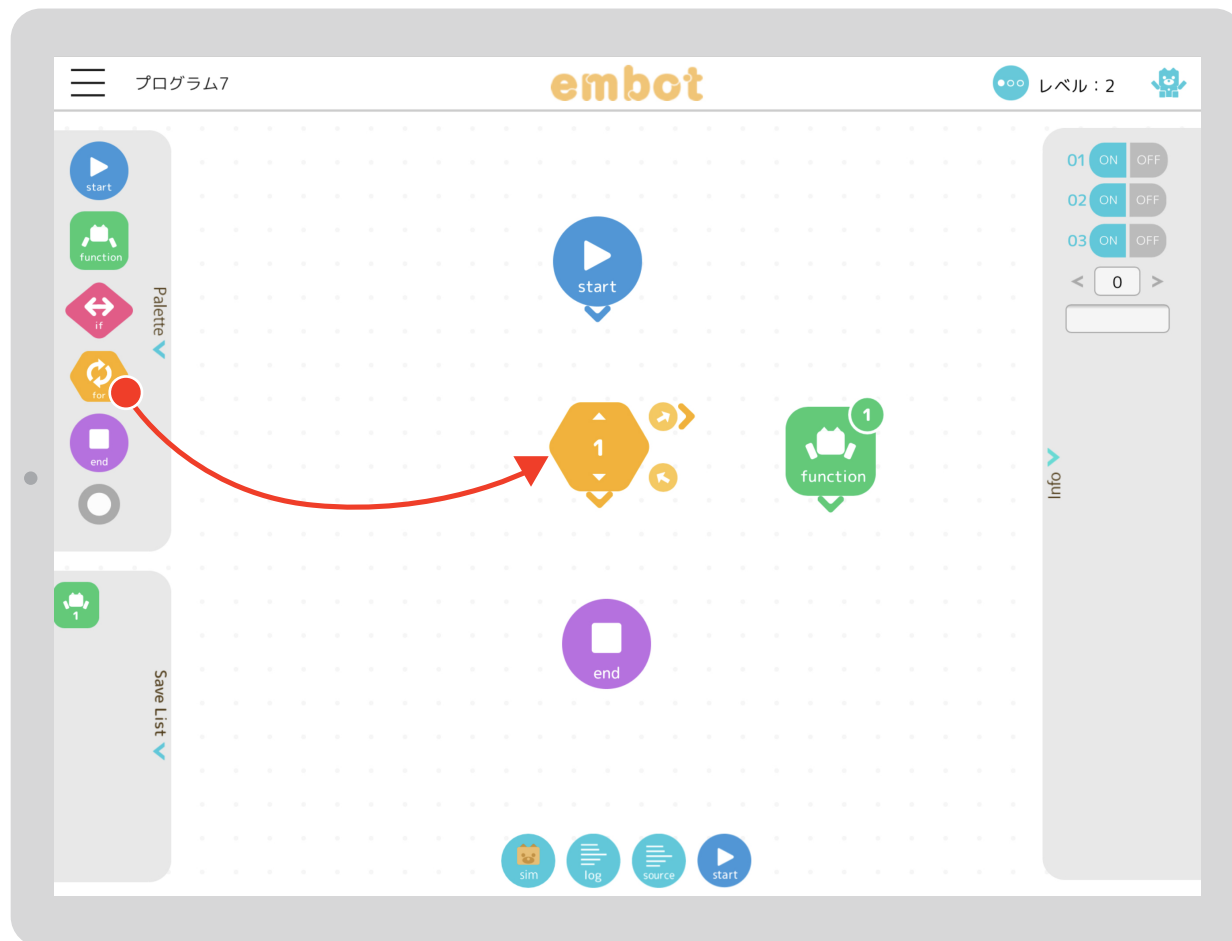 プログラム7
embot
レベル：2
start
function
if
for
end
Palette
1
Save List
start
1
1
function
end
01 ON OFF
02 ON OFF
03 ON OFF
< 0 >
Info
sim
log
source
start